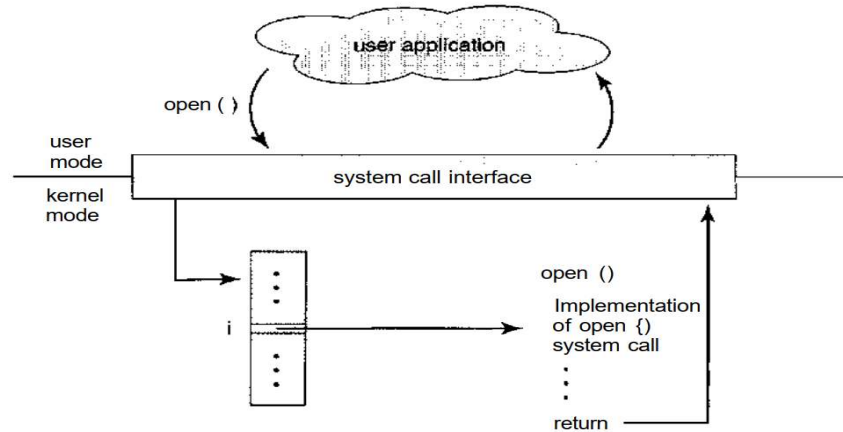 user application
open ( )
user
mode
system call interface
kernel
mode
open ()
Implementation
of open {)
system call
i
return